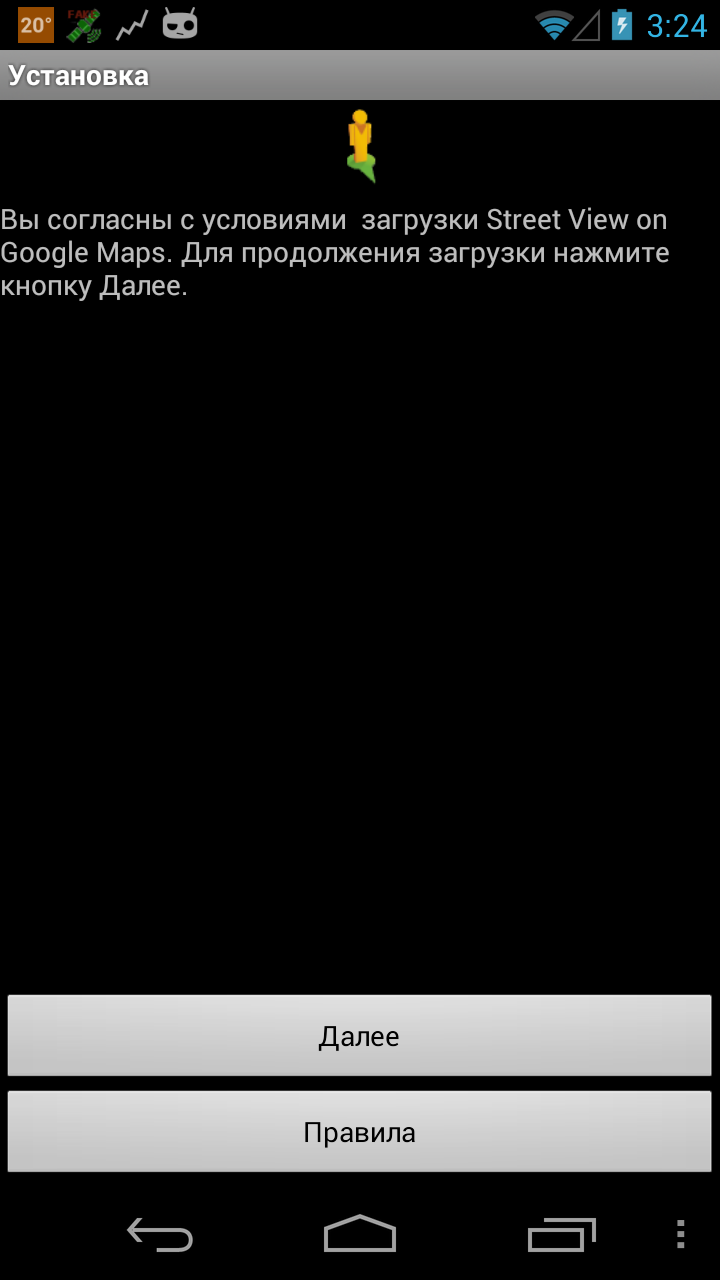 20°
FAKE
3:24
Установка
Вы согласны с условиями  загрузки Street View on
Google Maps. Для продолжения загрузки нажмите
кнопку Далее.
Далее
Правила